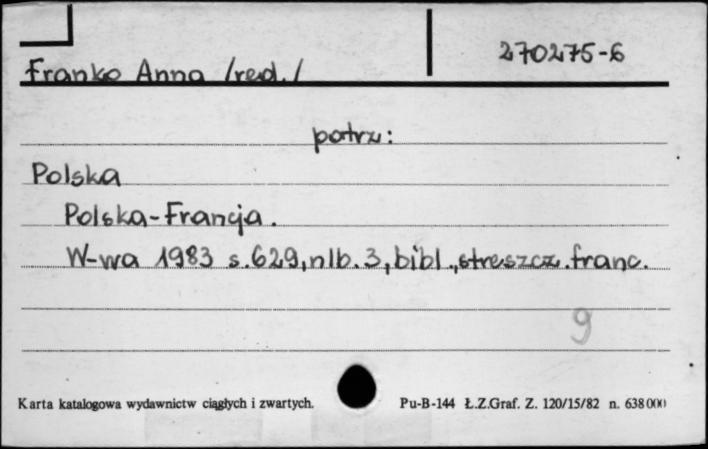 270275-6
Franko Anna /red./
patrz:
Polska
Polska-Francja.
W-wa 1983 s.629,nlb.3,bibl.,streszcz.franc.
9
Karta katalogowa wydawnictw ciągłych i zwartych.
Pu-B-144 Ł.Z.Graf. Z. 120/15/82 n. 638000